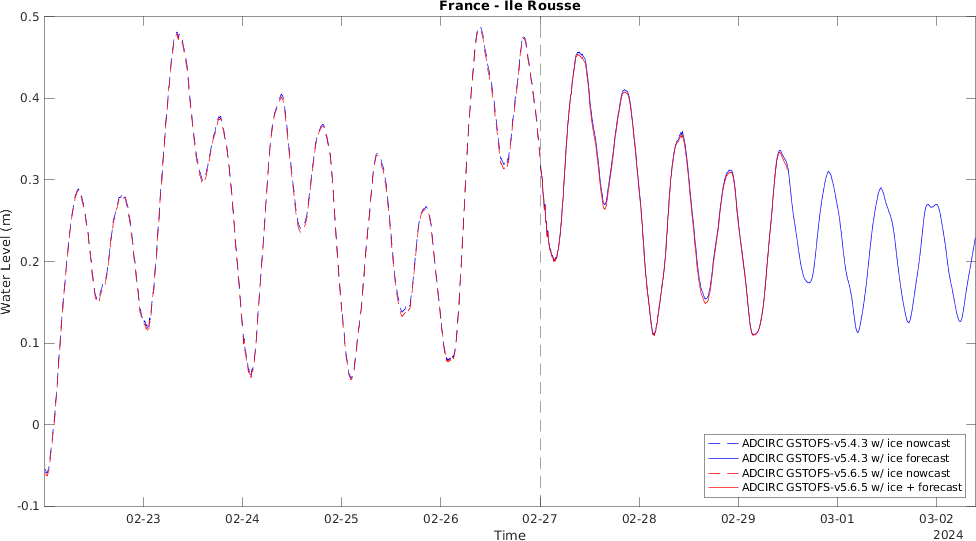 France - Ile Rousse
Water Level (m)
0.5
0.4
0.3
0.2
0.1
0
-0.1
02-23
02-24
02-25
02-26
02-27
02-28
02-29
03-01
03-02
Time
2024
ADCIRC GSTOFS-v5.4.3 w/ ice nowcast
ADCIRC GSTOFS-v5.4.3 w/ ice forecast
ADCIRC GSTOFS-v5.6.5 w/ ice nowcast
ADCIRC GSTOFS-v5.6.5 w/ ice + forecast